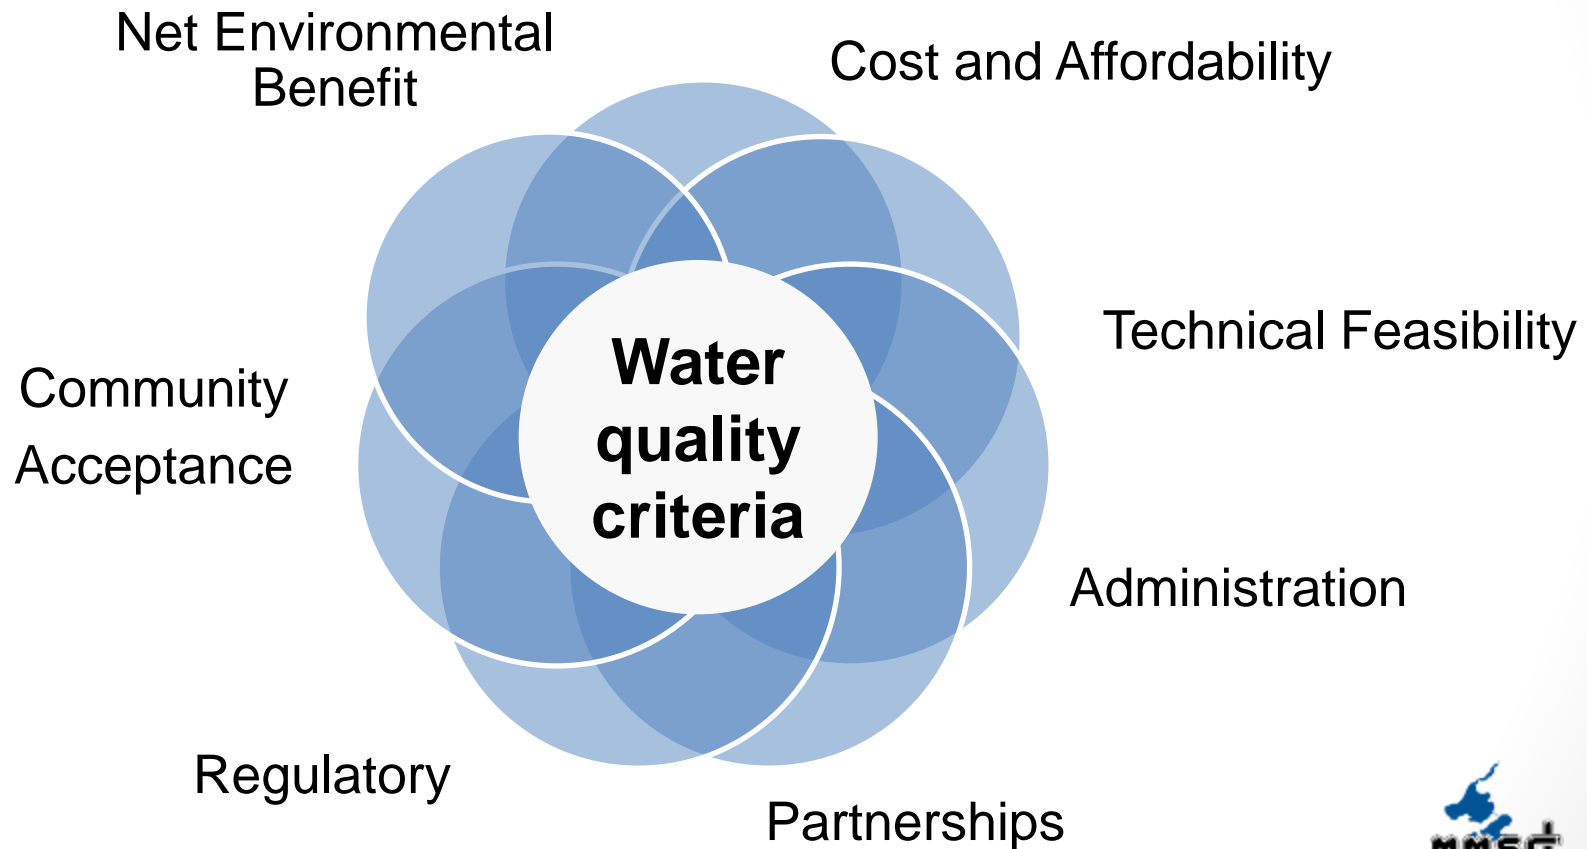 Net Environmental
Benefit
Cost and Affordability
Technical Feasibility
Community
Acceptance
Water
quality
criteria
Administration
Regulatory
Partnerships